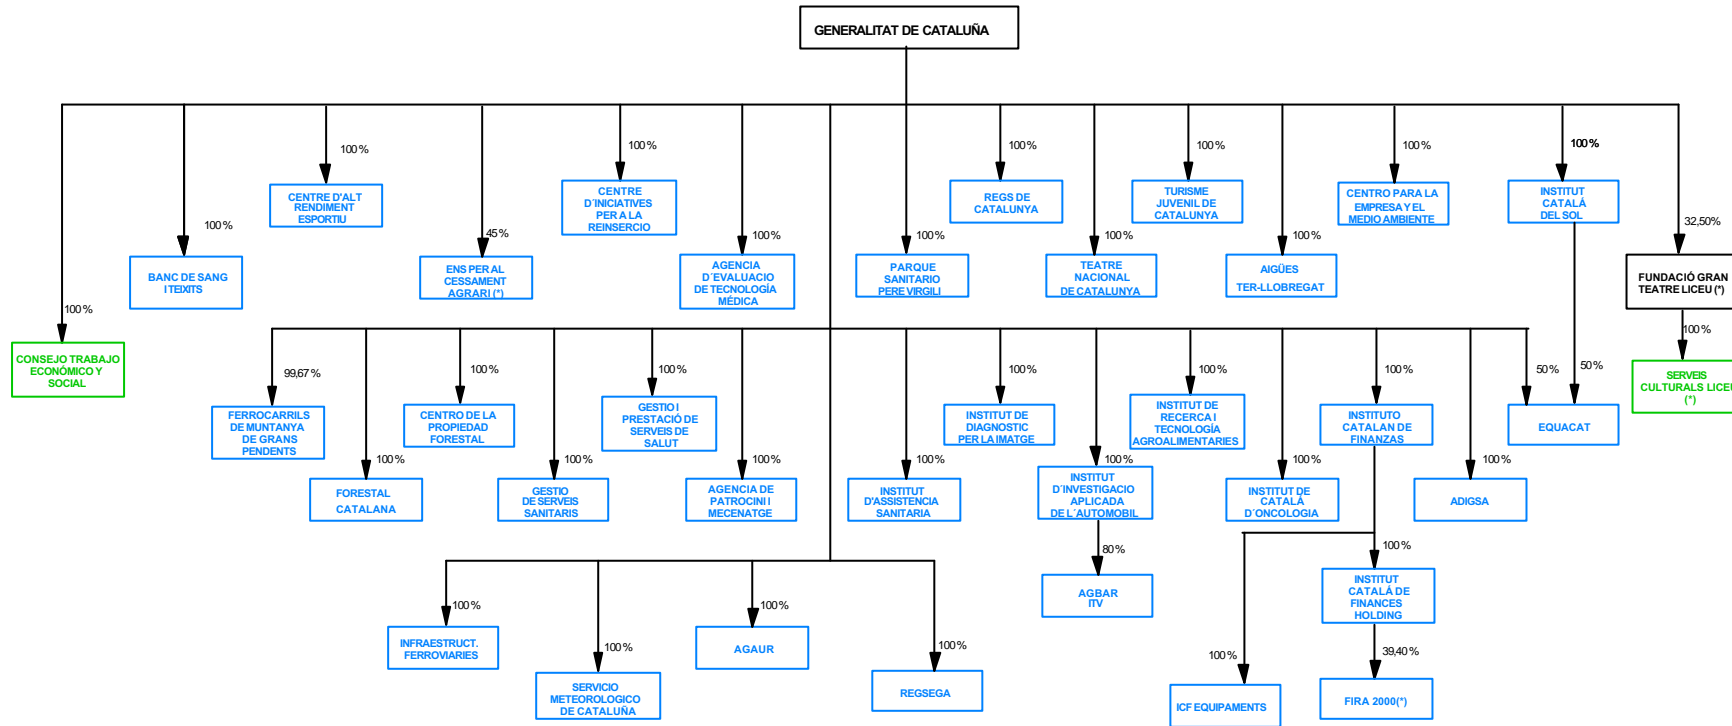 GENERALITAT DE CATALUÑA
100 %
CONSEJO TRABAJO
ECONÓMICO Y
SOCIAL
100 %
BANC DE SANG
I TEIXITS
100 %
CENTRE D'ALT
RENDIMENT
ESPORTIU
45 %
ENS PER AL
CESSAMENT
AGRARI (*)
100 %
CENTRE
D´INICIATIVES
PER A LA
REINSERCIO
100 %
AGENCIA
D´EVALUACIO
DE TECNOLOGÍA
MÉDICA
100 %
PARQUE
SANITARIO
PERE VIRGILI
100 %
REGS DE
CATALUNYA
100 %
TEATRE
NACIONAL
DE CATALUNYA
100 %
TURISME
JUVENIL DE
CATALUNYA
100 %
AIGÜES
TER-LLOBREGAT
100 %
CENTRO PARA LA
EMPRESA Y EL
MEDIO AMBIENTE
100 %
INSTITUT
CATALÁ
DEL SOL
32,50%
FUNDACIÓ GRAN
TEATRE LICEU (*)
100 %
SERVEIS
CULTURALS LICEU
(*)
99,67 %
FERROCARRILS
DE MUNTANYA
DE GRANS
PENDENTS
100 %
FORESTAL
CATALANA
100 %
CENTRO DE LA
PROPIEDAD
FORESTAL
100 %
GESTIO
DE SERVEIS
SANITARIS
100 %
GESTIO I
PRESTACIÓ DE
SERVEIS DE
SALUT
100 %
AGENCIA DE
PATROCINI I
MECENATGE
100 %
INSTITUT
D'ASSISTENCIA
SANITARIA
100 %
INSTITUT DE
DIAGNOSTIC
PER LA IMATGE
100 %
INSTITUT
D´INVESTIGACIO
APLICADA
DE L´AUTOMOBIL
80 %
AGBAR
ITV
100 %
INSTITUT DE
RECERCA I
TECNOLOGÍA
AGROALIMENTARIES
100 %
INSTITUT DE
CATALÀ
D´ONCOLOGIA
100 %
INSTITUTO
CATALAN DE
FINANZAS
100 %
ADIGSA
50 %
50 %
EQUACAT
100 %
INSTITUT
CATALÁ DE
FINANCES
HOLDING
100 %
ICF EQUIPAMENTS
39,40 %
FIRA 2000(*)
100 %
INFRAESTRUCT.
FERROVIARIES
100 %
SERVICIO
METEOROLOGICO
DE CATALUÑA
100 %
AGAUR
100 %
REGSEGA